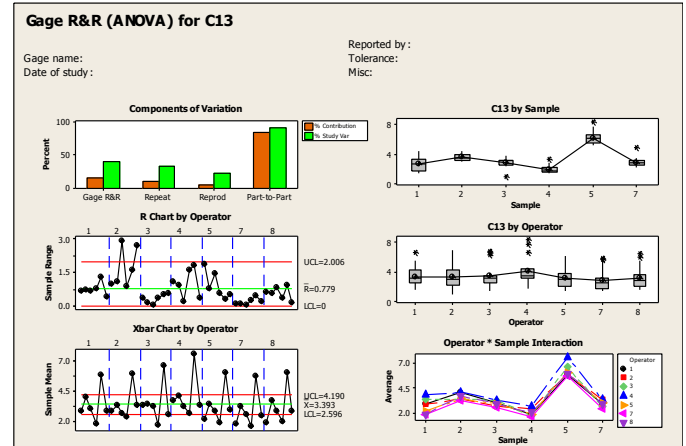 Gage R&R (ANOVA) for C13
Gage name:
Date of study:
Reported by:
Tolerance:
Misc:
Components of Variation
100
50
0
Percent
Gage R&R Repeat Reprod Part-to-Part
% Contribution
% Study Var
R Chart by Operator
1 2 3 4 5 7 8
3.0
1.5
0.0
Sample Range
UCL=2.006
R=0.779
LCL=0
Xbar Chart by Operator
1 2 3 4 5 7 8
7.0
4.5
2.0
Sample Mean
UCL=4.190
X=3.393
LCL=2.596
C13 by Sample
8
4
0
1 2 3 4 5 7
Sample
C13 by Operator
8
4
0
1 2 3 4 5 7 8
Operator
Operator * Sample Interaction
7.0
4.5
2.0
Average
1 2 3 4 5 7
Sample
Operator
1
2
3
4
5
7
8